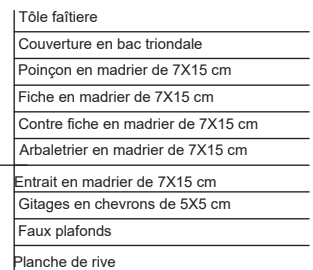 Tôle faîtiere
Couverture en bac triondale
Poinçon en madrier de 7X15 cm
Fiche en madrier de 7X15 cm
Contre fiche en madrier de 7X15 cm
Arbaletrier en madrier de 7X15 cm
Entrait en madrier de 7X15 cm
Gitages en chevrons de 5X5 cm
Faux plafonds
Planche de rive